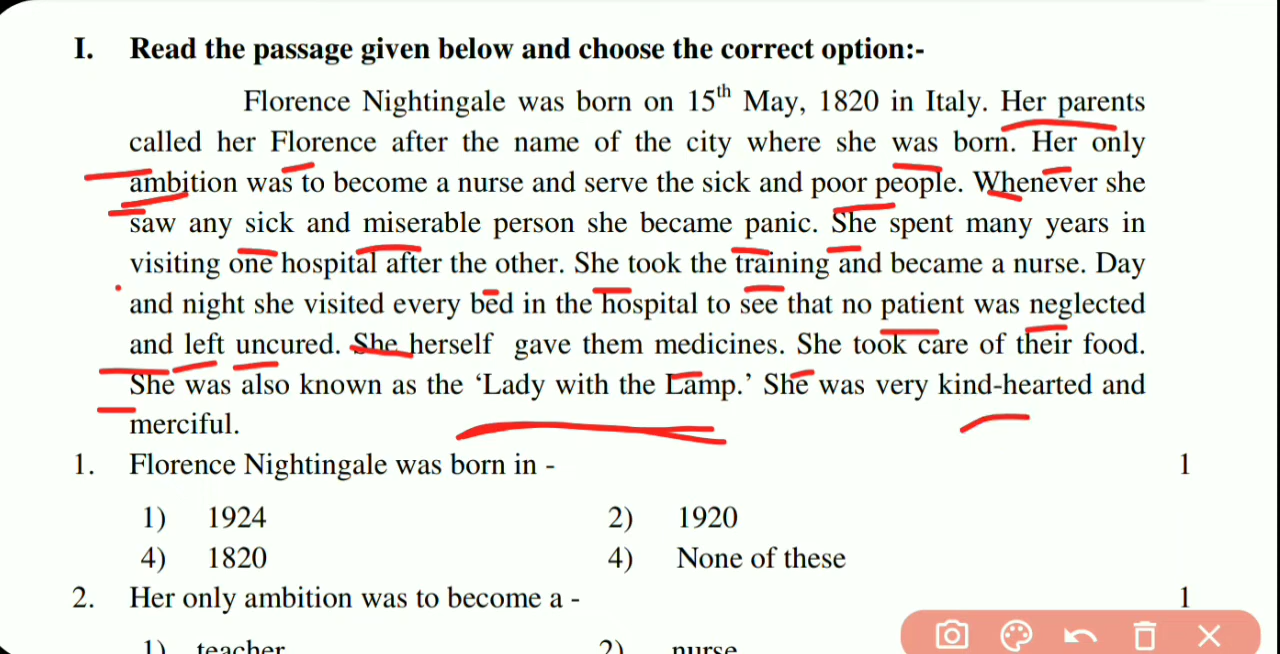 I. Read the passage given below and choose the correct option:-
Florence Nightingale was born on 15th May, 1820 in Italy. Her parents
called her Florence after the name of the city where she was born. Her only
ambition was to become a nurse and serve the sick and poor people. Whenever she
saw any sick and miserable person she became panic. She spent many years in
visiting one hospital after the other. She took the training and became a nurse. Day
and night she visited every bed in the hospital to see that no patient was neglected
and left uncured. She herself gave them medicines. She took care of their food.
She was also known as the ‘Lady with the Lamp.’ She was very kind-hearted and
merciful.
1. Florence Nightingale was born in - 1
1) 1924 2) 1920
4) 1820 4) None of these
2. Her only ambition was to become a - 1
1) teacher 2) nurse